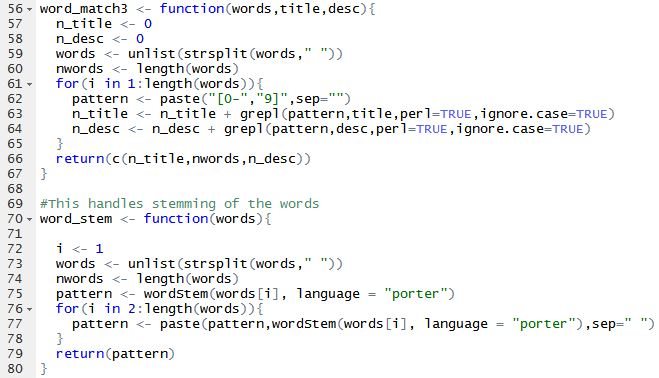 56 word_match3 <- function(words,title,desc){
57   n_title <- 0
58   n_desc <- 0
59   words <- unlist(strsplit(words," "))
60   nwords <- length(words)
61   for(i in 1:length(words)){
62     pattern <- paste("[0-","9]",sep="")
63     n_title <- n_title + grepl(pattern,title,perl=TRUE,ignore.case=TRUE)
64     n_desc <- n_desc + grepl(pattern,desc,perl=TRUE,ignore.case=TRUE)
65   }
66   return(c(n_title,nwords,n_desc))
67 }
68
69 #This handles stemming of the words
70 word_stem <- function(words){
71
72   i <- 1
73   words <- unlist(strsplit(words," "))
74   nwords <- length(words)
75   pattern <- wordStem(words[i], language = "porter")
76   for(i in 2:length(words)){
77     pattern <- paste(pattern,wordStem(words[i], language = "porter"),sep=" ")
78   }
79   return(pattern)
80 }